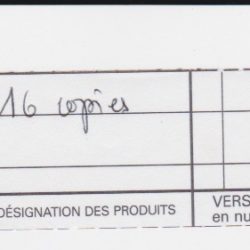 16 copies
DÉSIGNATION DES PRODUITS
VERS
en nu